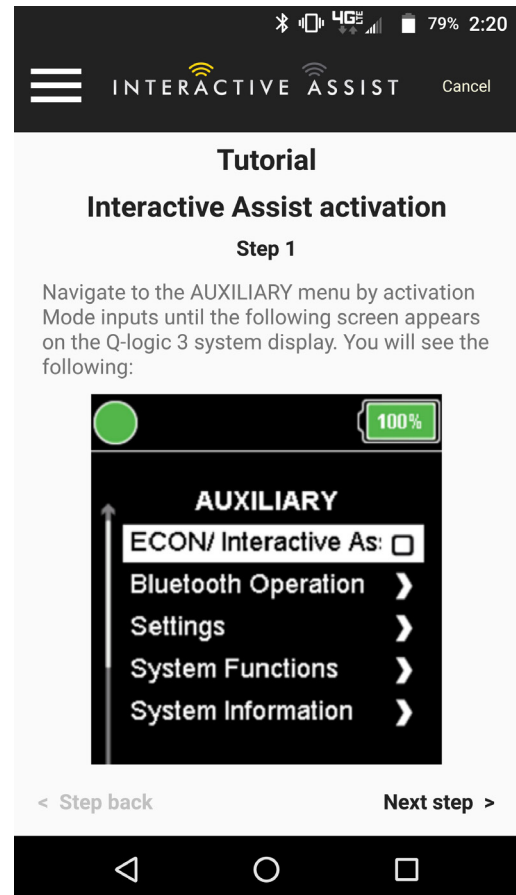 4G LTE 79% 2:20
INTERACTIVE ASSIST Cancel
Tutorial
Interactive Assist activation
Step 1
Navigate to the AUXILIARY menu by activation
Mode inputs until the following screen appears
on the Q-logic 3 system display. You will see the
following:
100%
AUXILIARY
ECON/ Interactive As:
Bluetooth Operation
Settings
System Functions
System Information
< Step back Next step >